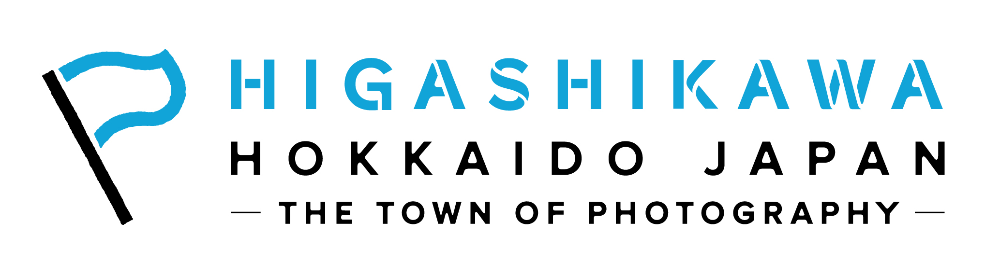 HIGASHIKAWA
HOKKAIDO JAPAN
— THE TOWN OF PHOTOGRAPHY —